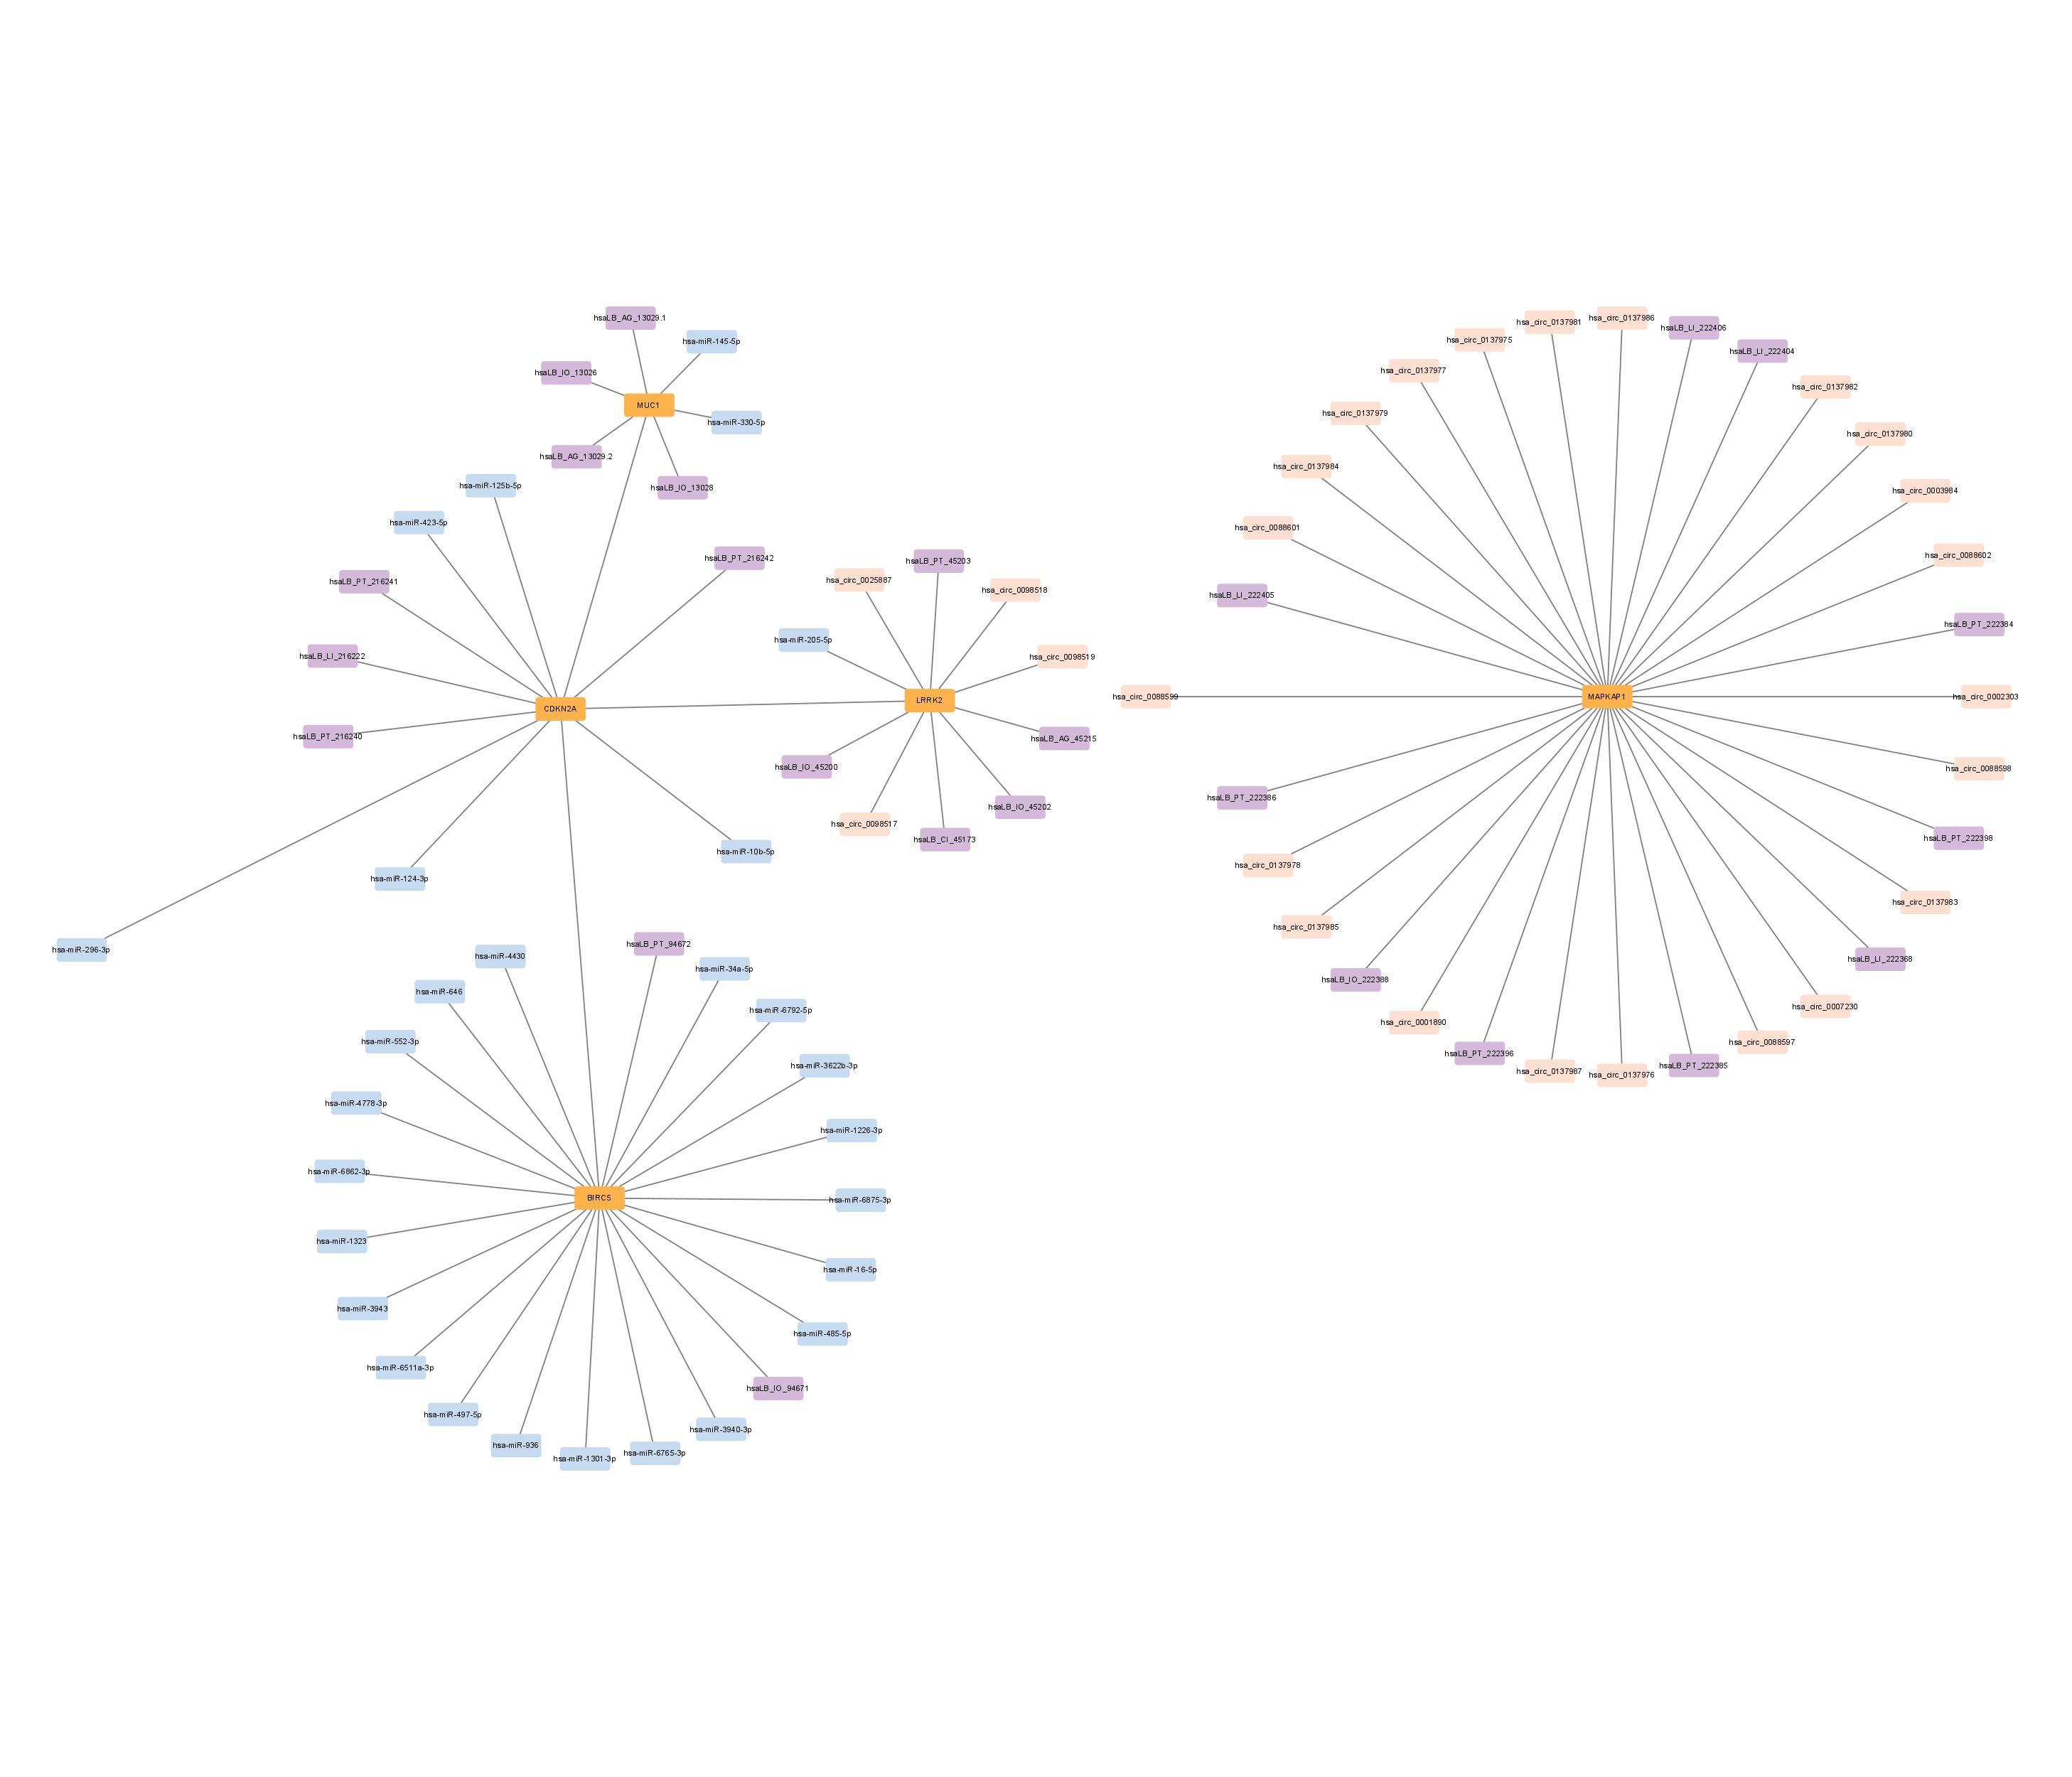 hsaLB_AG_13029.1
hsa-miR-145-5p
hsaLB_IO_13026
MUC1
hsa-miR-330-5p
hsaLB_AG_13029.2
hsaLB_IO_13028
hsa-miR-125b-5p
hsa-miR-423-5p
hsaLB_PT_216242
hsaLB_PT_216241
hsaLB_LI_216222
CDKN2A
hsaLB_PT_216240
hsa-miR-10b-5p
hsa-miR-124-3p
hsa-miR-296-3p
hsaLB_PT_45203
hsa_circ_0025887
hsa_circ_0098518
hsa-miR-205-5p
hsa_circ_0098519
LRRK2
hsaLB_AG_45215
hsaLB_IO_45200
hsaLB_IO_45202
hsa_circ_0098517
hsaLB_CI_45173
hsaLB_PT_94672
hsa-miR-4430
hsa-miR-34a-5p
hsa-miR-646
hsa-miR-6792-5p
hsa-miR-552-3p
hsa-miR-3622b-3p
hsa-miR-4778-3p
hsa-miR-1226-3p
hsa-miR-6862-3p
BIRC5
hsa-miR-6875-3p
hsa-miR-1323
hsa-miR-16-5p
hsa-miR-3943
hsa-miR-485-5p
hsa-miR-6511a-3p
hsaLB_IO_94671
hsa-miR-497-5p
hsa-miR-3940-3p
hsa-miR-936
hsa-miR-6765-3p
hsa-miR-1301-3p
hsa_circ_0137986
hsa_circ_0137981
hsaLB_LI_222406
hsa_circ_0137975
hsaLB_LI_222404
hsa_circ_0137977
hsa_circ_0137982
hsa_circ_0137979
hsa_circ_0137980
hsa_circ_0137984
hsa_circ_0003984
hsa_circ_0088601
hsa_circ_0088602
hsaLB_LI_222405
hsaLB_PT_222384
hsa_circ_0088599
MAPKAP1
hsa_circ_0002303
hsa_circ_0088598
hsaLB_PT_222386
hsaLB_PT_222398
hsa_circ_0137978
hsa_circ_0137983
hsa_circ_0137985
hsaLB_LI_222368
hsaLB_IO_222388
hsa_circ_0007230
hsa_circ_0001890
hsa_circ_0088597
hsaLB_PT_222396
hsaLB_PT_222385
hsa_circ_0137987
hsa_circ_0137976